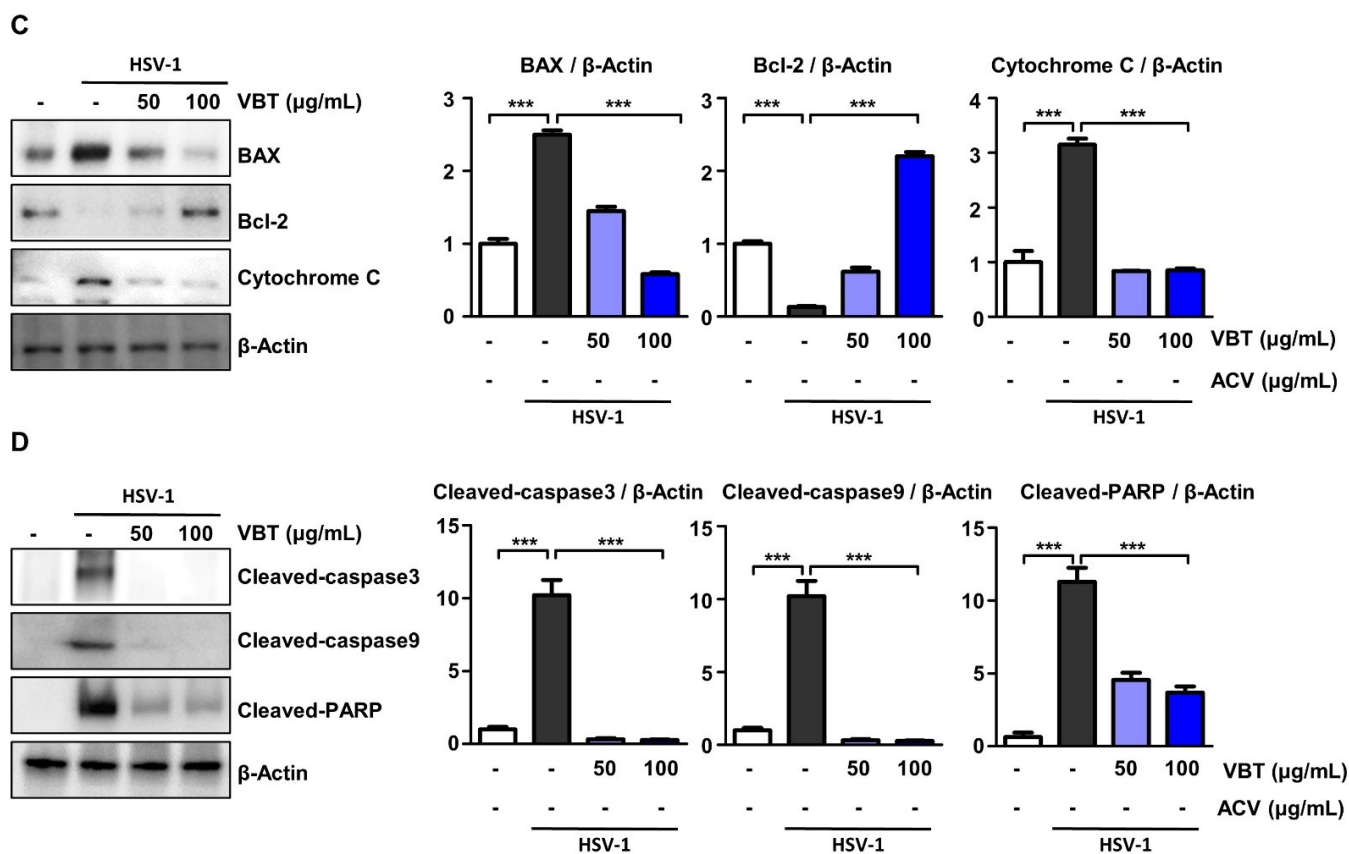 C
HSV-1
- - 50 100 VBT (µg/mL)
BAX
Bcl-2
Cytochrome C
β-Actin
BAX / β-Actin
***
***
3
2
1
0
- - 50 100
- - - -
HSV-1
Bcl-2 / β-Actin
***
***
3
2
1
0
- - 50 100
- - - -
HSV-1
Cytochrome C / β-Actin
***
***
4
3
2
1
0
- - 50 100 VBT (µg/mL)
- - - - ACV (µg/mL)
HSV-1
D
HSV-1
- - 50 100 VBT (µg/mL)
Cleaved-caspase3
Cleaved-caspase9
Cleaved-PARP
β-Actin
Cleaved-caspase3 / β-Actin
***
***
15
10
5
0
- - 50 100
- - - -
HSV-1
Cleaved-caspase9 / β-Actin
***
***
15
10
5
0
- - 50 100
- - - -
HSV-1
Cleaved-PARP / β-Actin
***
***
15
10
5
0
- - 50 100 VBT (µg/mL)
- - - - ACV (µg/mL)
HSV-1